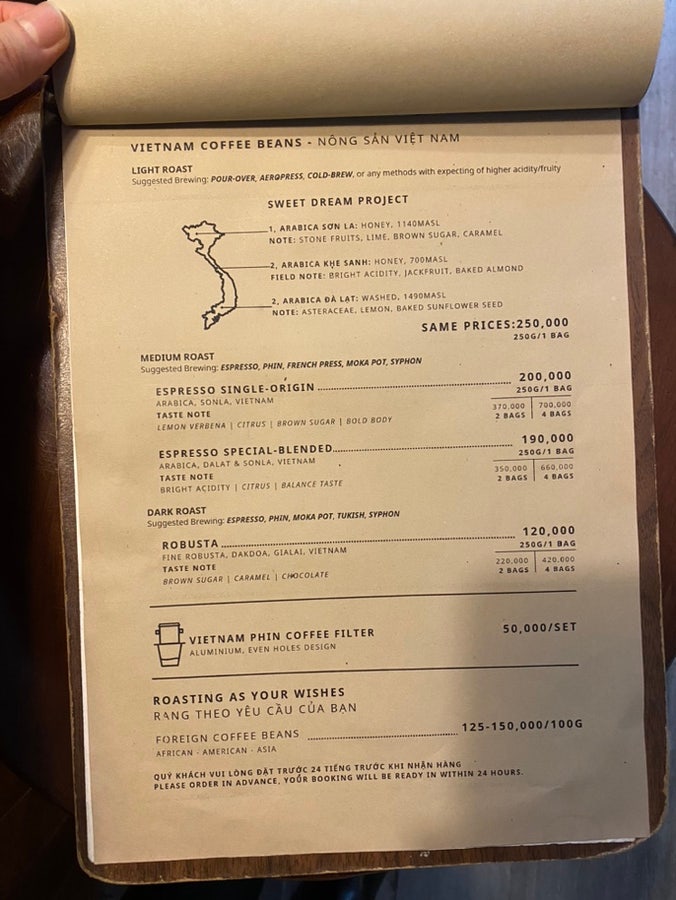 VIETNAM COFFEE BEANS - NÔNG SẢN VIỆT NAM
LIGHT ROAST
Suggested Brewing: POUR-OVER, AEROPRESS, COLD-BREW, or any methods with expecting of higher acidity/fruity
SWEET DREAM PROJECT
1, ARABICA SƠN LA: HONEY, 1140MASL
NOTE: STONE FRUITS, LIME, BROWN SUGAR, CARAMEL
2, ARABICA KHE SANH: HONEY, 700MASL
FIELD NOTE: BRIGHT ACIDITY, JACKFRUIT, BAKED ALMOND
2, ARABICA ĐÀ LẠT: WASHED, 1490MASL
NOTE: ASTERACEAE, LEMON, BAKED SUNFLOWER SEED
SAME PRICES:250,000
250G/1 BAG
MEDIUM ROAST
Suggested Brewing: ESPRESSO, PHIN, FRENCH PRESS, MOKA POT, SYPHON
ESPRESSO SINGLE-ORIGIN 200,000
ARABICA, SONLA, VIETNAM 250G/1 BAG
TASTE NOTE 370,000 700,000
LEMON VERBENA | CITRUS | BROWN SUGAR | BOLD BODY 2 BAGS 4 BAGS
ESPRESSO SPECIAL-BLENDED 190,000
ARABICA, DALAT & SONLA, VIETNAM 250G/1 BAG
TASTE NOTE 350,000 660,000
BRIGHT ACIDITY | CITRUS | BALANCE TASTE 2 BAGS 4 BAGS
DARK ROAST
Suggested Brewing: ESPRESSO, PHIN, MOKA POT, TUKISH, SYPHON
ROBUSTA 120,000
FINE ROBUSTA, DAKDOA, GIALAI, VIETNAM 250G/1 BAG
TASTE NOTE 220,000 420,000
BROWN SUGAR | CARAMEL | CHOCOLATE 2 BAGS 4 BAGS
VIETNAM PHIN COFFEE FILTER 50,000/SET
ALUMINIUM, EVEN HOLES DESIGN
ROASTING AS YOUR WISHES
RANG THEO YÊU CẦU CỦA BẠN
FOREIGN COFFEE BEANS 125-150,000/100G
AFRICAN - AMERICAN - ASIA
QUÝ KHÁCH VUI LÒNG ĐẶT TRƯỚC 24 TIẾNG TRƯỚC KHI NHẬN HÀNG
PLEASE ORDER IN ADVANCE, YOUR BOOKING WILL BE READY IN WITHIN 24 HOURS.